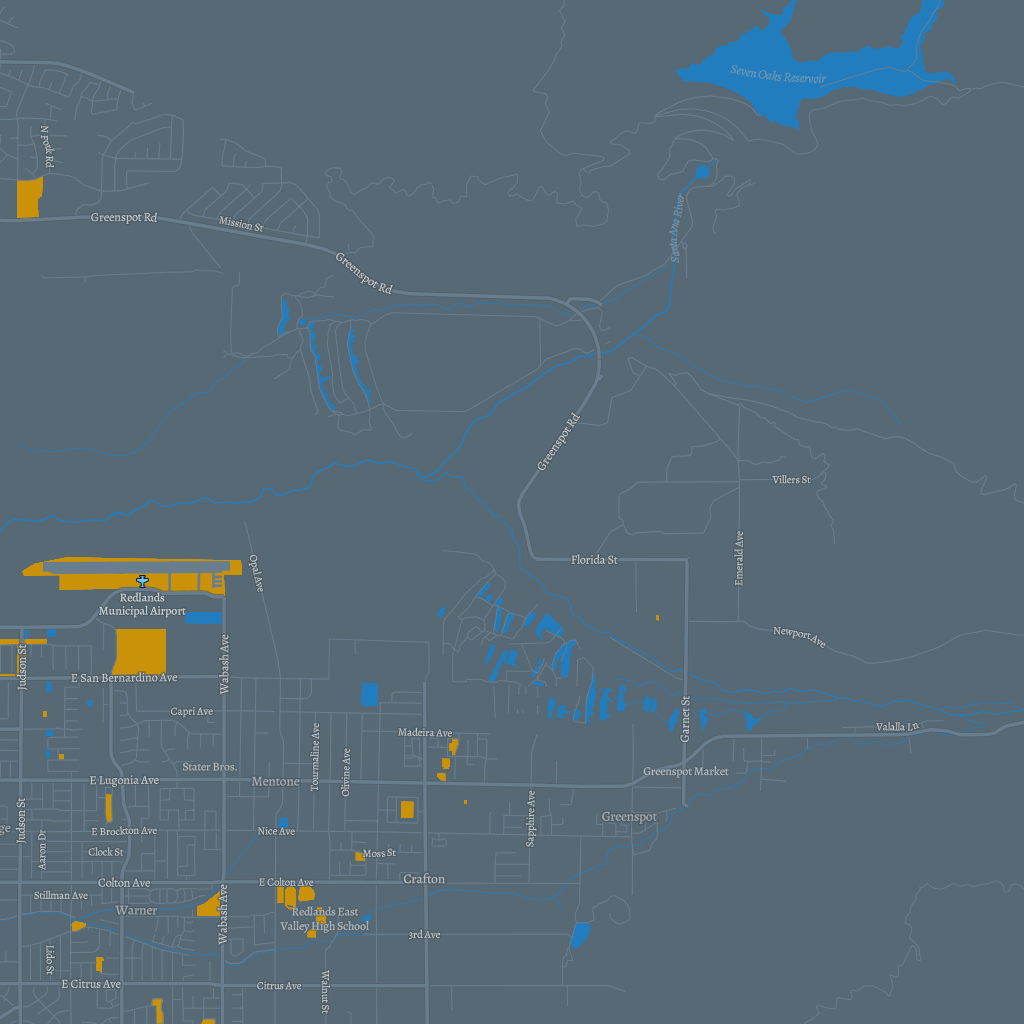 Seven Oaks Reservoir
N Fork Rd
Santa Ana River
Greenspot Rd
Mission St
Greenspot Rd
Greenspot Rd
Villers St
Florida St
Emerald Ave
Opal Ave
Redlands
Municipal Airport
Newport Ave
Judson St
Wabash Ave
E San Bernardino Ave
Capri Ave
Garnet St
Valalla Ln
Madeira Ave
Tourmaline Ave
Olivine Ave
Stater Bros.
Greenspot Market
E Lugonia Ave
Mentone
Judson St
Sapphire Ave
Greenspot
ge
Aaron Dr
E Brockton Ave
Nice Ave
Clock St
Moss St
Colton Ave
E Colton Ave
Crafton
Stillman Ave
Warner
Wabash Ave
Redlands East
Valley High School
3rd Ave
Lido St
E Citrus Ave
Citrus Ave
Walnut St